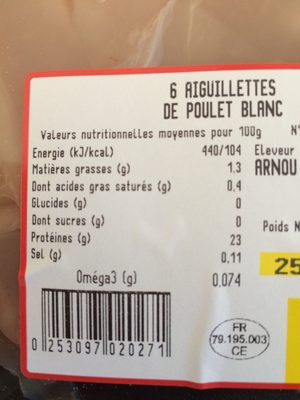 6 AIGUILLETTES
DE POULET BLANC
Valeurs nutritionnelles moyennes pour 100g
Energie (kJ/kcal) 440/104 Eleveur
Matières grasses (g) 1.3 ARNOU
Dont acides gras saturés (g) 0.4
Glucides (g) 0
Dont sucres (g) 0 Poids N
Protéines (g) 23
Sel (g) 0.11 25
Oméga3 (g) 0.074
FR
79.195.003
CE
0 253097 020271